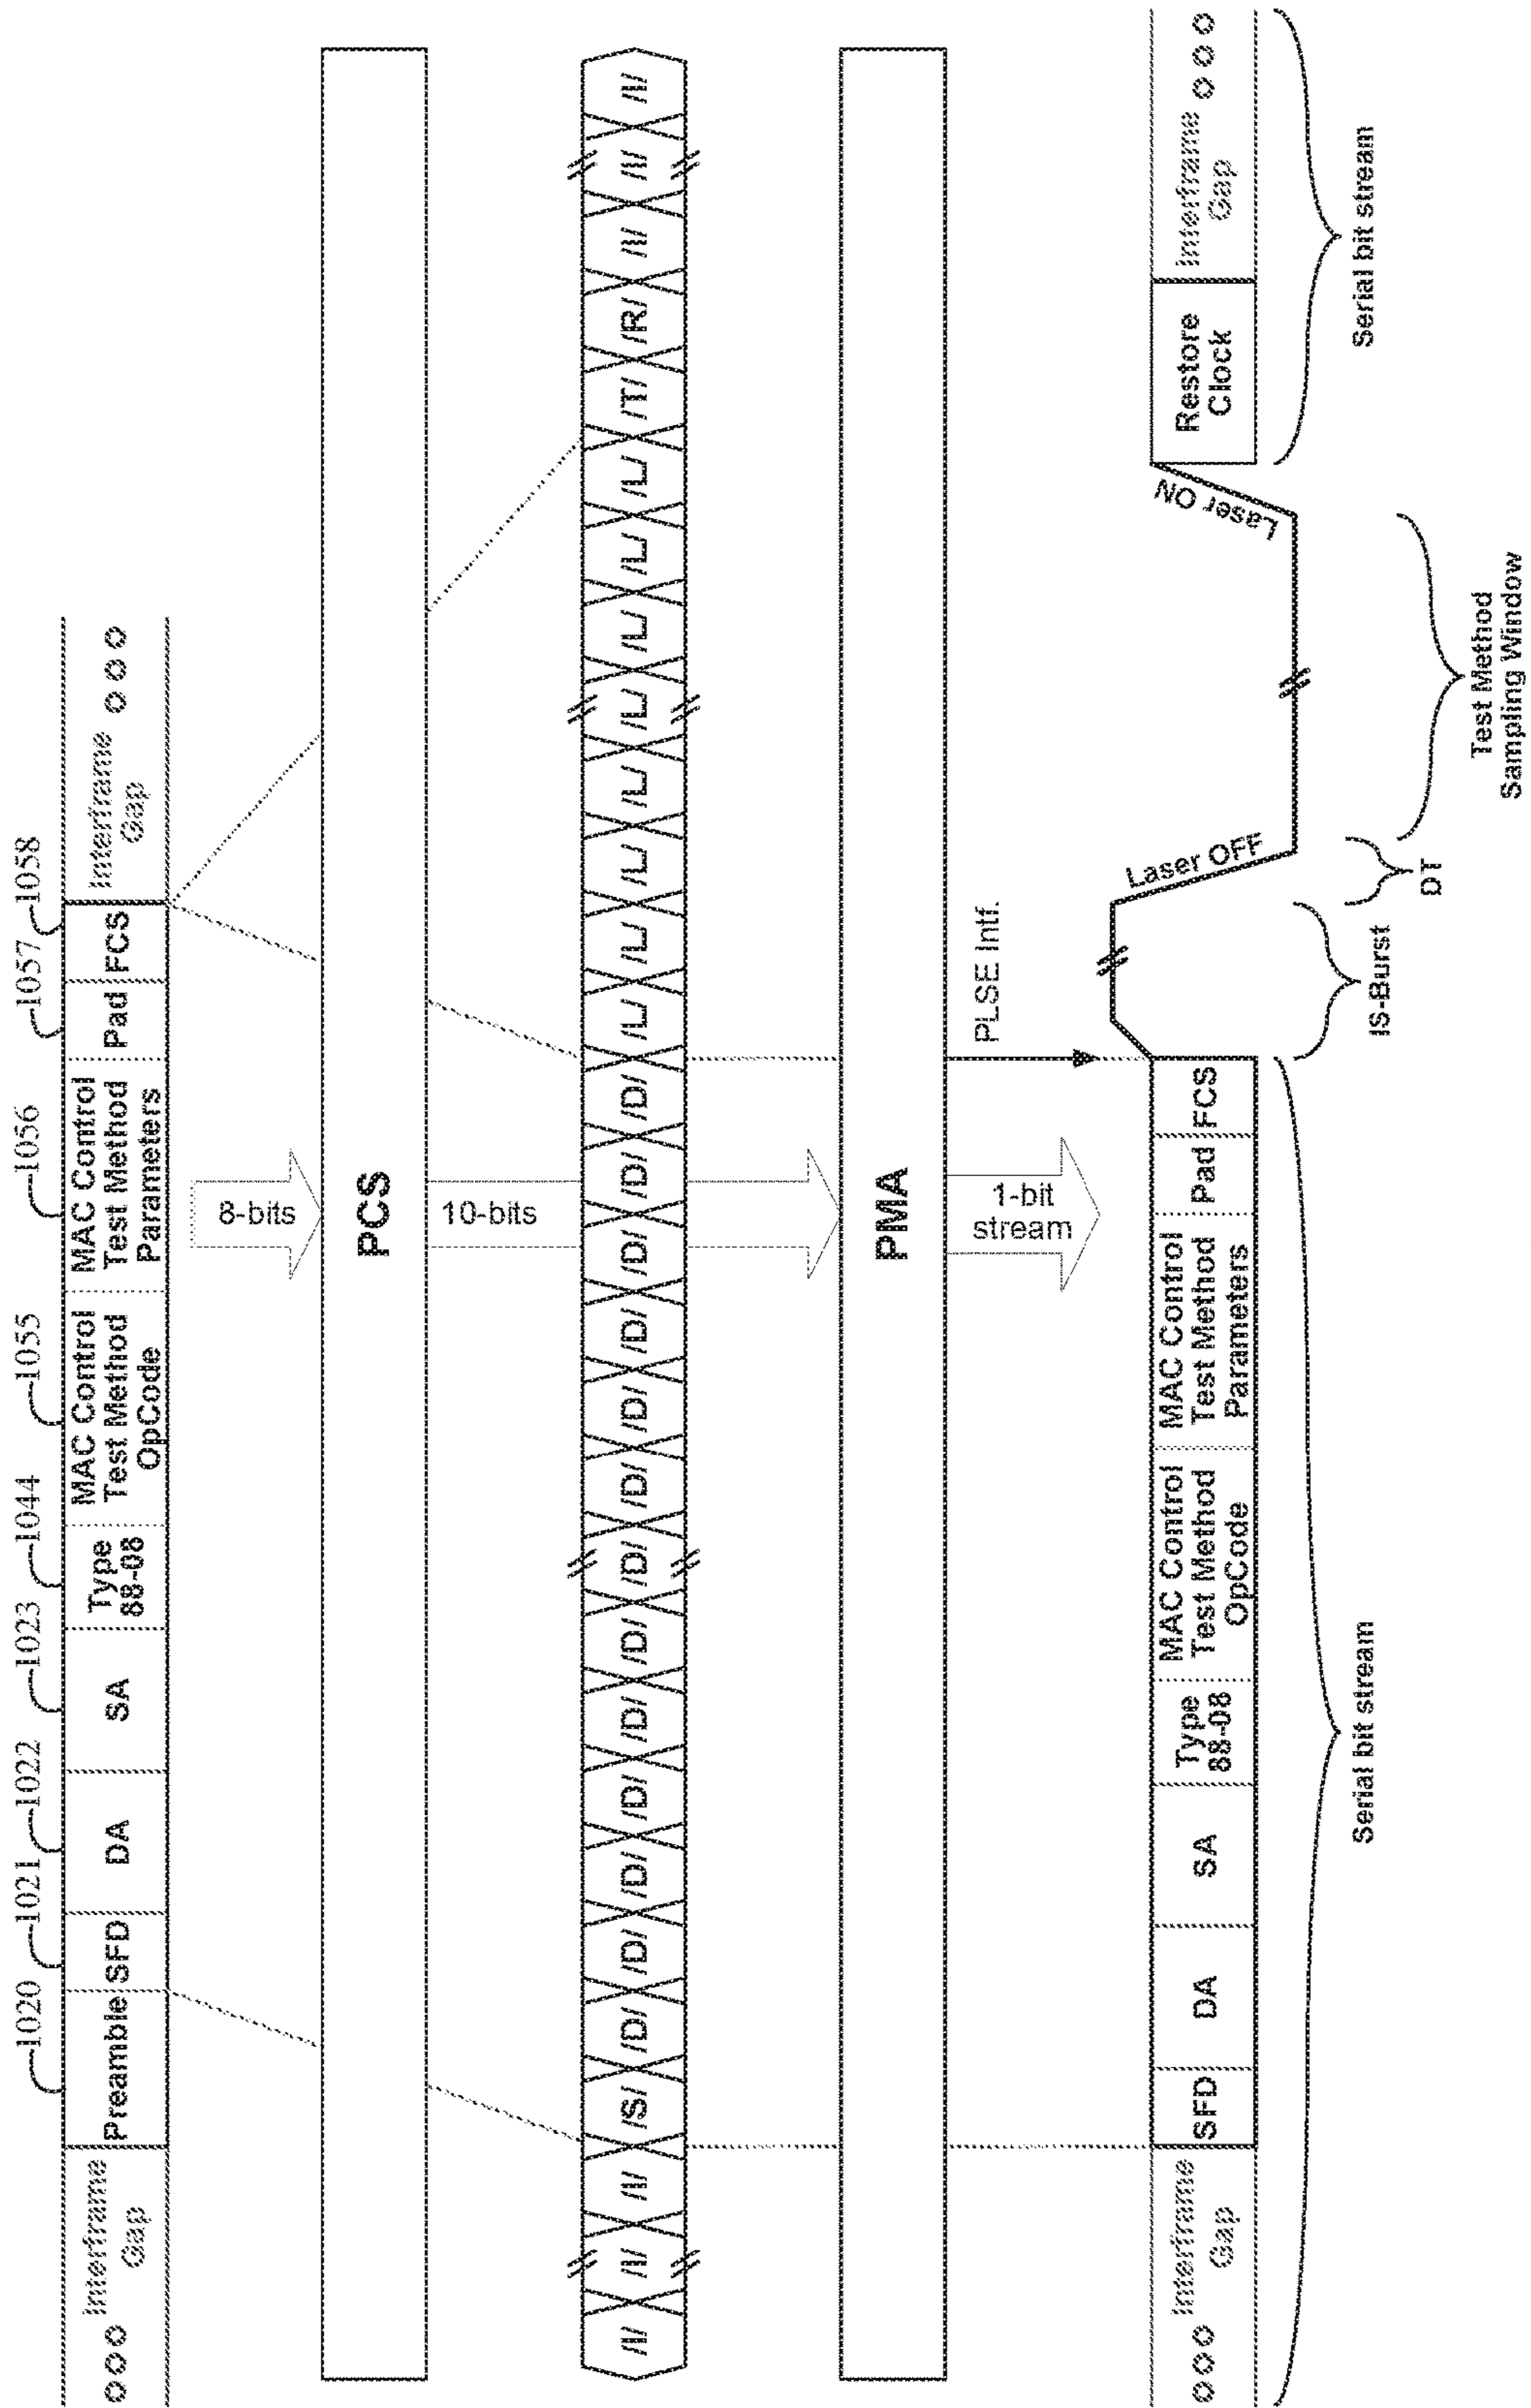 1020 1021 1022 1023 1044 1055 1056 1057 1058
Interframe Gap
Preamble
SFD
DA
SA
Type 88-08
MAC Control Test Method OpCode
MAC Control Test Method Parameters
Pad
FCS
Interframe Gap
8-bits
PCS
10-bits
/I/ /I/ /I/ /S/ /D/ /D/ /D/ /D/ /D/ /D/ /D/ /D/ /D/ /D/ /D/ /D/ /D/ /L/ /L/ /L/ /L/ /L/ /L/ /L/ /L/ /T/ /R/ /I/ /I/ /I/
PMA
1-bit stream
PLSE Intf.
Interframe Gap
SFD
DA
SA
Type 88-08
MAC Control Test Method OpCode
MAC Control Test Method Parameters
Pad
FCS
Laser OFF
Laser ON
Restore Clock
Interframe Gap
Serial bit stream
IS-Burst
DT
Test Method Sampling Window
Serial bit stream